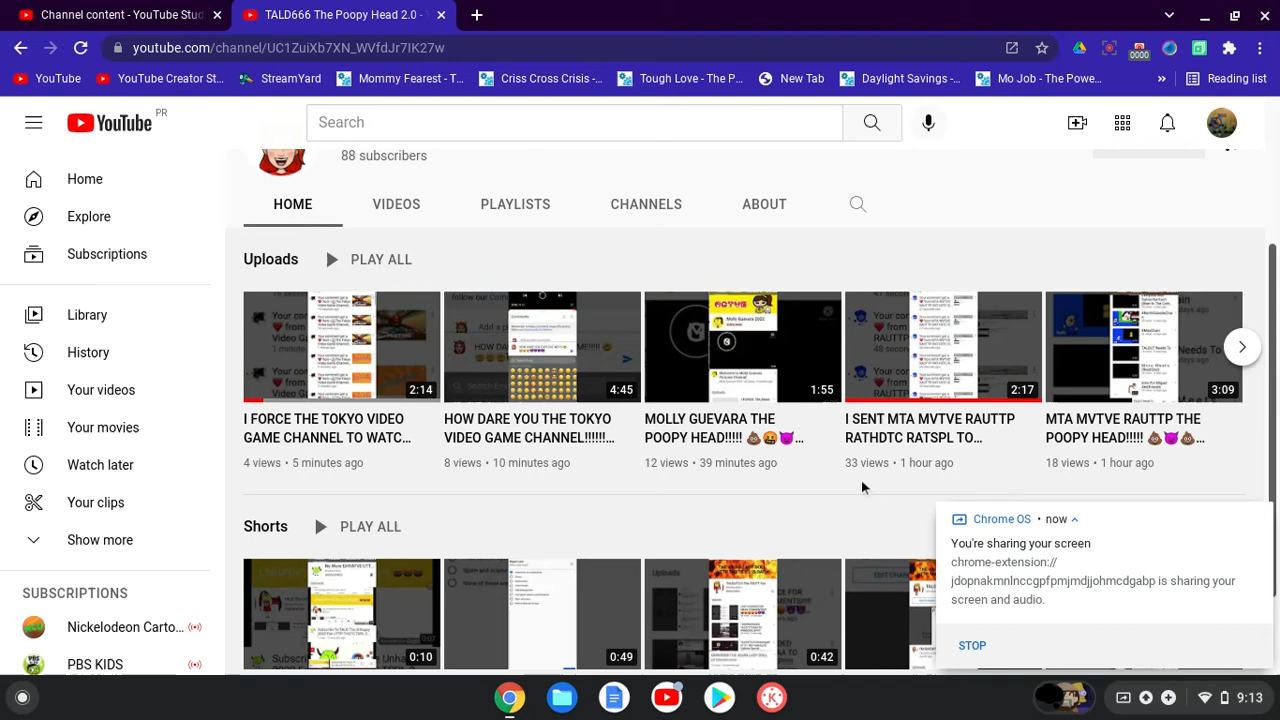 Channel content - YouTube Stud
TALD666 The Poopy Head 2.0 - Y
youtube.com/channel/UC1ZuiXb7XN_WVfdJr7IK27w
0000
YouTube
YouTube Creator St...
StreamYard
Mommy Fearest - T...
Criss Cross Crisis -...
Tough Love - The P...
New Tab
Daylight Savings -...
Mo Job - The Powe...
»
Reading list
YouTube
PR
Search
88 subscribers
HOME
VIDEOS
PLAYLISTS
CHANNELS
ABOUT
Home
Explore
Subscriptions
Library
History
Your videos
Your movies
Watch later
Your clips
Show more
SUBSCRIPTIONS
Nickelodeon Carto...
PBS KIDS
Uploads
PLAY ALL
2:14
4:45
1:55
2:17
3:09
I FORCE THE TOKYO VIDEO
GAME CHANNEL TO WATC...
4 views • 5 minutes ago
HOW DARE YOU THE TOKYO
VIDEO GAME CHANNEL!!!!!!...
8 views • 10 minutes ago
MOLLY GUEVARA THE
POOPY HEAD!!!!! 💩🤬😈...
12 views • 39 minutes ago
I SENT MTA MVTVE RAUTTP
RATHDTC RATSPL TO...
33 views • 1 hour ago
MTA MVTVE RAUTTP THE
POOPY HEAD!!!!! 💩😈💩...
18 views • 1 hour ago
Shorts
PLAY ALL
0:10
0:49
0:42
Chrome OS • now
You're sharing your screen
chrome-extension://
is sharing your
screen and audio.
STOP
9:13